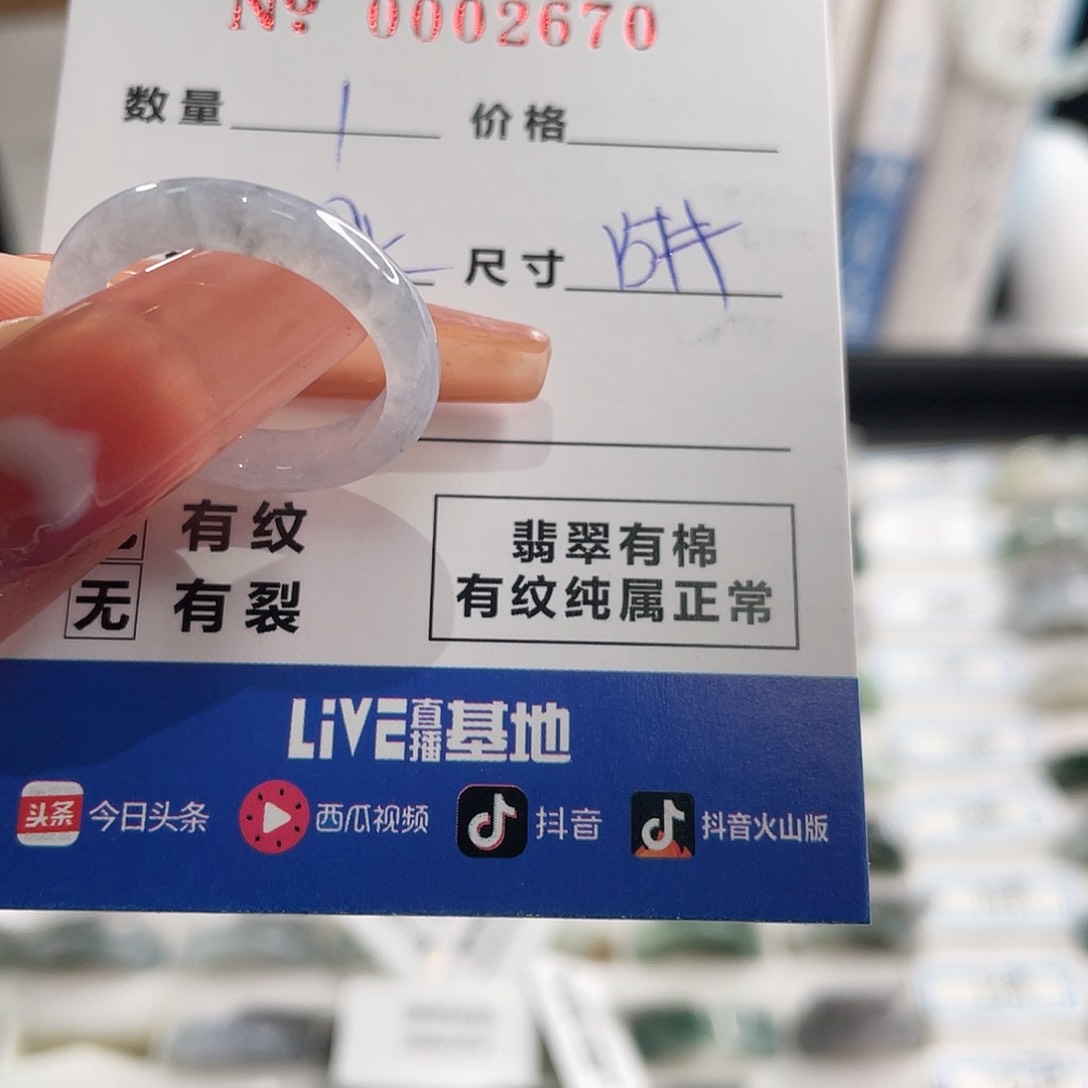 Nº 0002670
数量 1 价格
尺寸
有纹
无 有裂
翡翠有棉
有纹纯属正常
LiVE直播基地
头条 今日头条 西瓜视频 抖音 抖音火山版